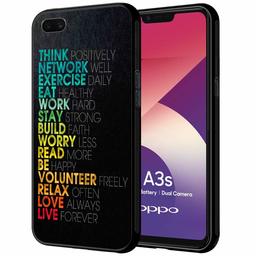 THINK POSITIVELY
NETWORK WELL
EXERCISE DAILY
EAT HEALTHY
WORK HARD
STAY STRONG
BUILD FAITH
WORRY LESS
READ MORE
BE HAPPY
VOLUNTEER FREELY
RELAX OFTEN
LOVE ALWAYS
LIVE FOREVER
A3s
Battery | Dual Camera
oppo